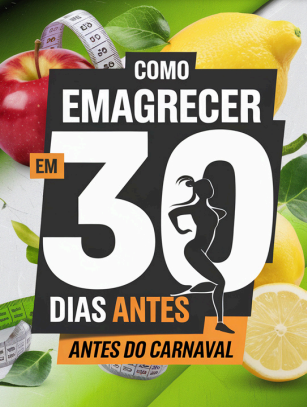 COMO
EMAGRECER
EM
30
DIAS ANTES
ANTES DO CARNAVAL